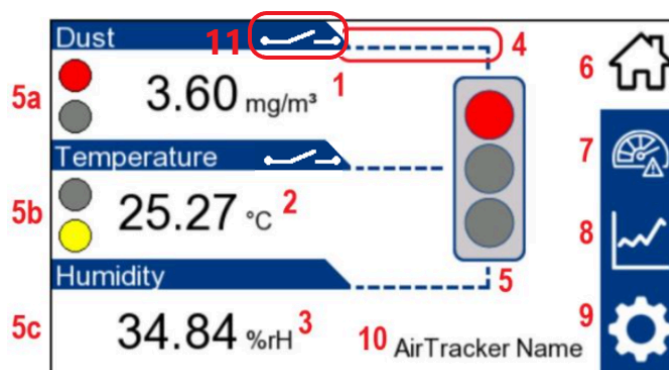 Dust 11 4
5a 3.60 mg/m³ 1 6
Temperature 7
5b 25.27 °C 2 8
Humidity 5
5c 34.84 %rH 3 10 AirTracker Name 9